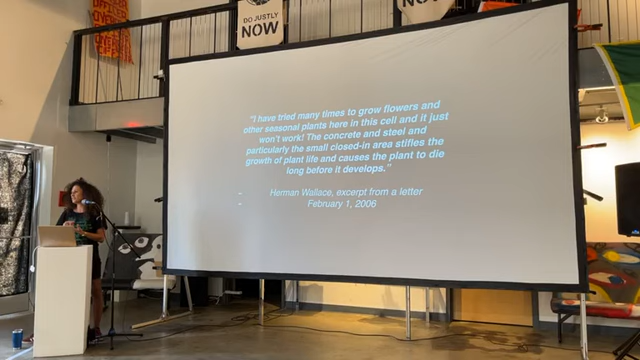 DO JUSTLY
NOW
NOW
"I have tried many times to grow flowers and
other seasonal plants here in this cell and it just
won't work! The concrete and steel and
particularly the small closed-in area stifles the
growth of plant life and causes the plant to die
long before it develops."
- Herman Wallace, excerpt from a letter
- February 1, 2006